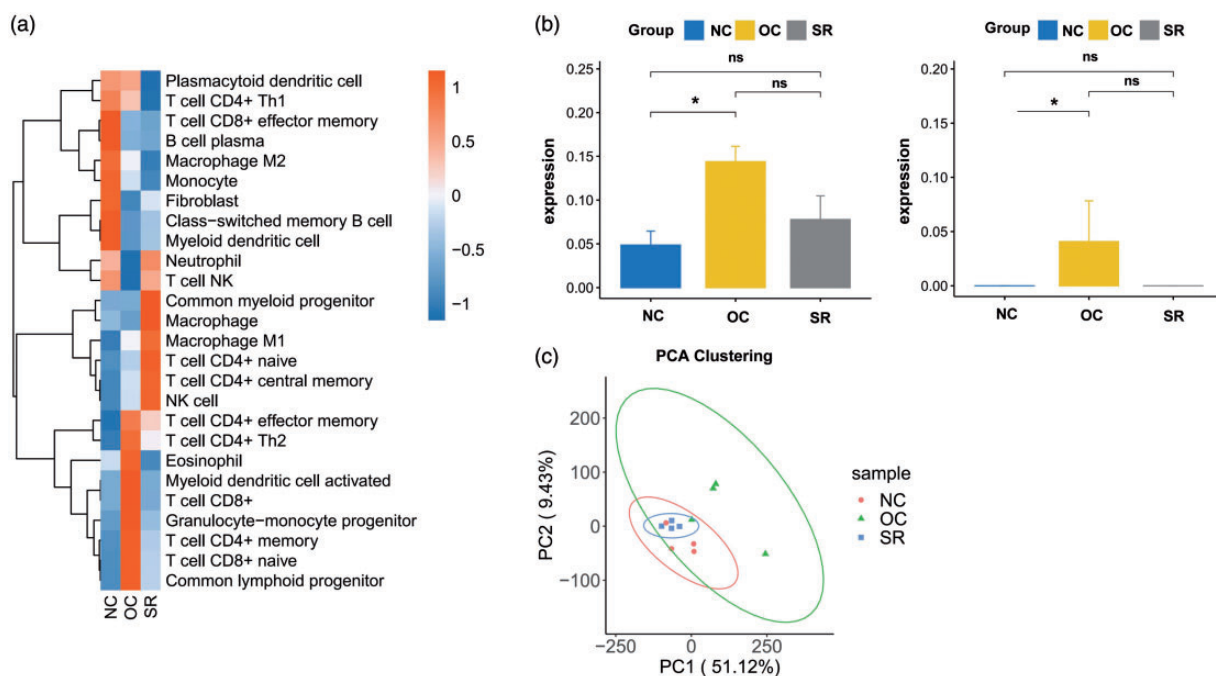 (a)
Plasmacytoid dendritic cell
T cell CD4+ Th1
T cell CD8+ effector memory
B cell plasma
Macrophage M2
Monocyte
Fibroblast
Class−switched memory B cell
Myeloid dendritic cell
Neutrophil
T cell NK
Common myeloid progenitor
Macrophage
Macrophage M1
T cell CD4+ naive
T cell CD4+ central memory
NK cell
T cell CD4+ effector memory
T cell CD4+ Th2
Eosinophil
Myeloid dendritic cell activated
T cell CD8+
Granulocyte−monocyte progenitor
T cell CD4+ memory
T cell CD8+ naive
Common lymphoid progenitor
NC OC SR
1
0.5
0
−0.5
−1
(b)
Group NC OC SR
0.25
0.20
0.15
0.10
0.05
0.00
expression
ns
ns
*
NC OC SR
Group NC OC SR
0.25
0.20
0.15
0.10
0.05
0.00
expression
ns
ns
*
NC OC SR
(c)
PCA Clustering
200
100
0
−100
PC2 ( 9.43%)
−250 0 250
PC1 ( 51.12%)
sample
NC
OC
SR